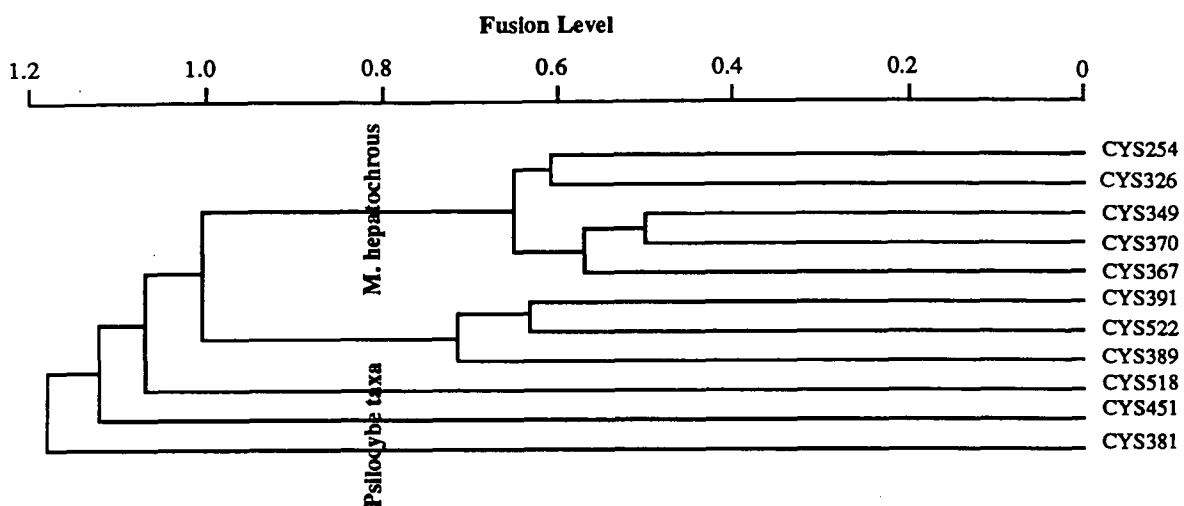 Fusion Level
1.2 1.0 0.8 0.6 0.4 0.2 0
M. hepatochrous
Psilocybe taxa
CYS254
CYS326
CYS349
CYS370
CYS367
CYS391
CYS522
CYS389
CYS518
CYS451
CYS381